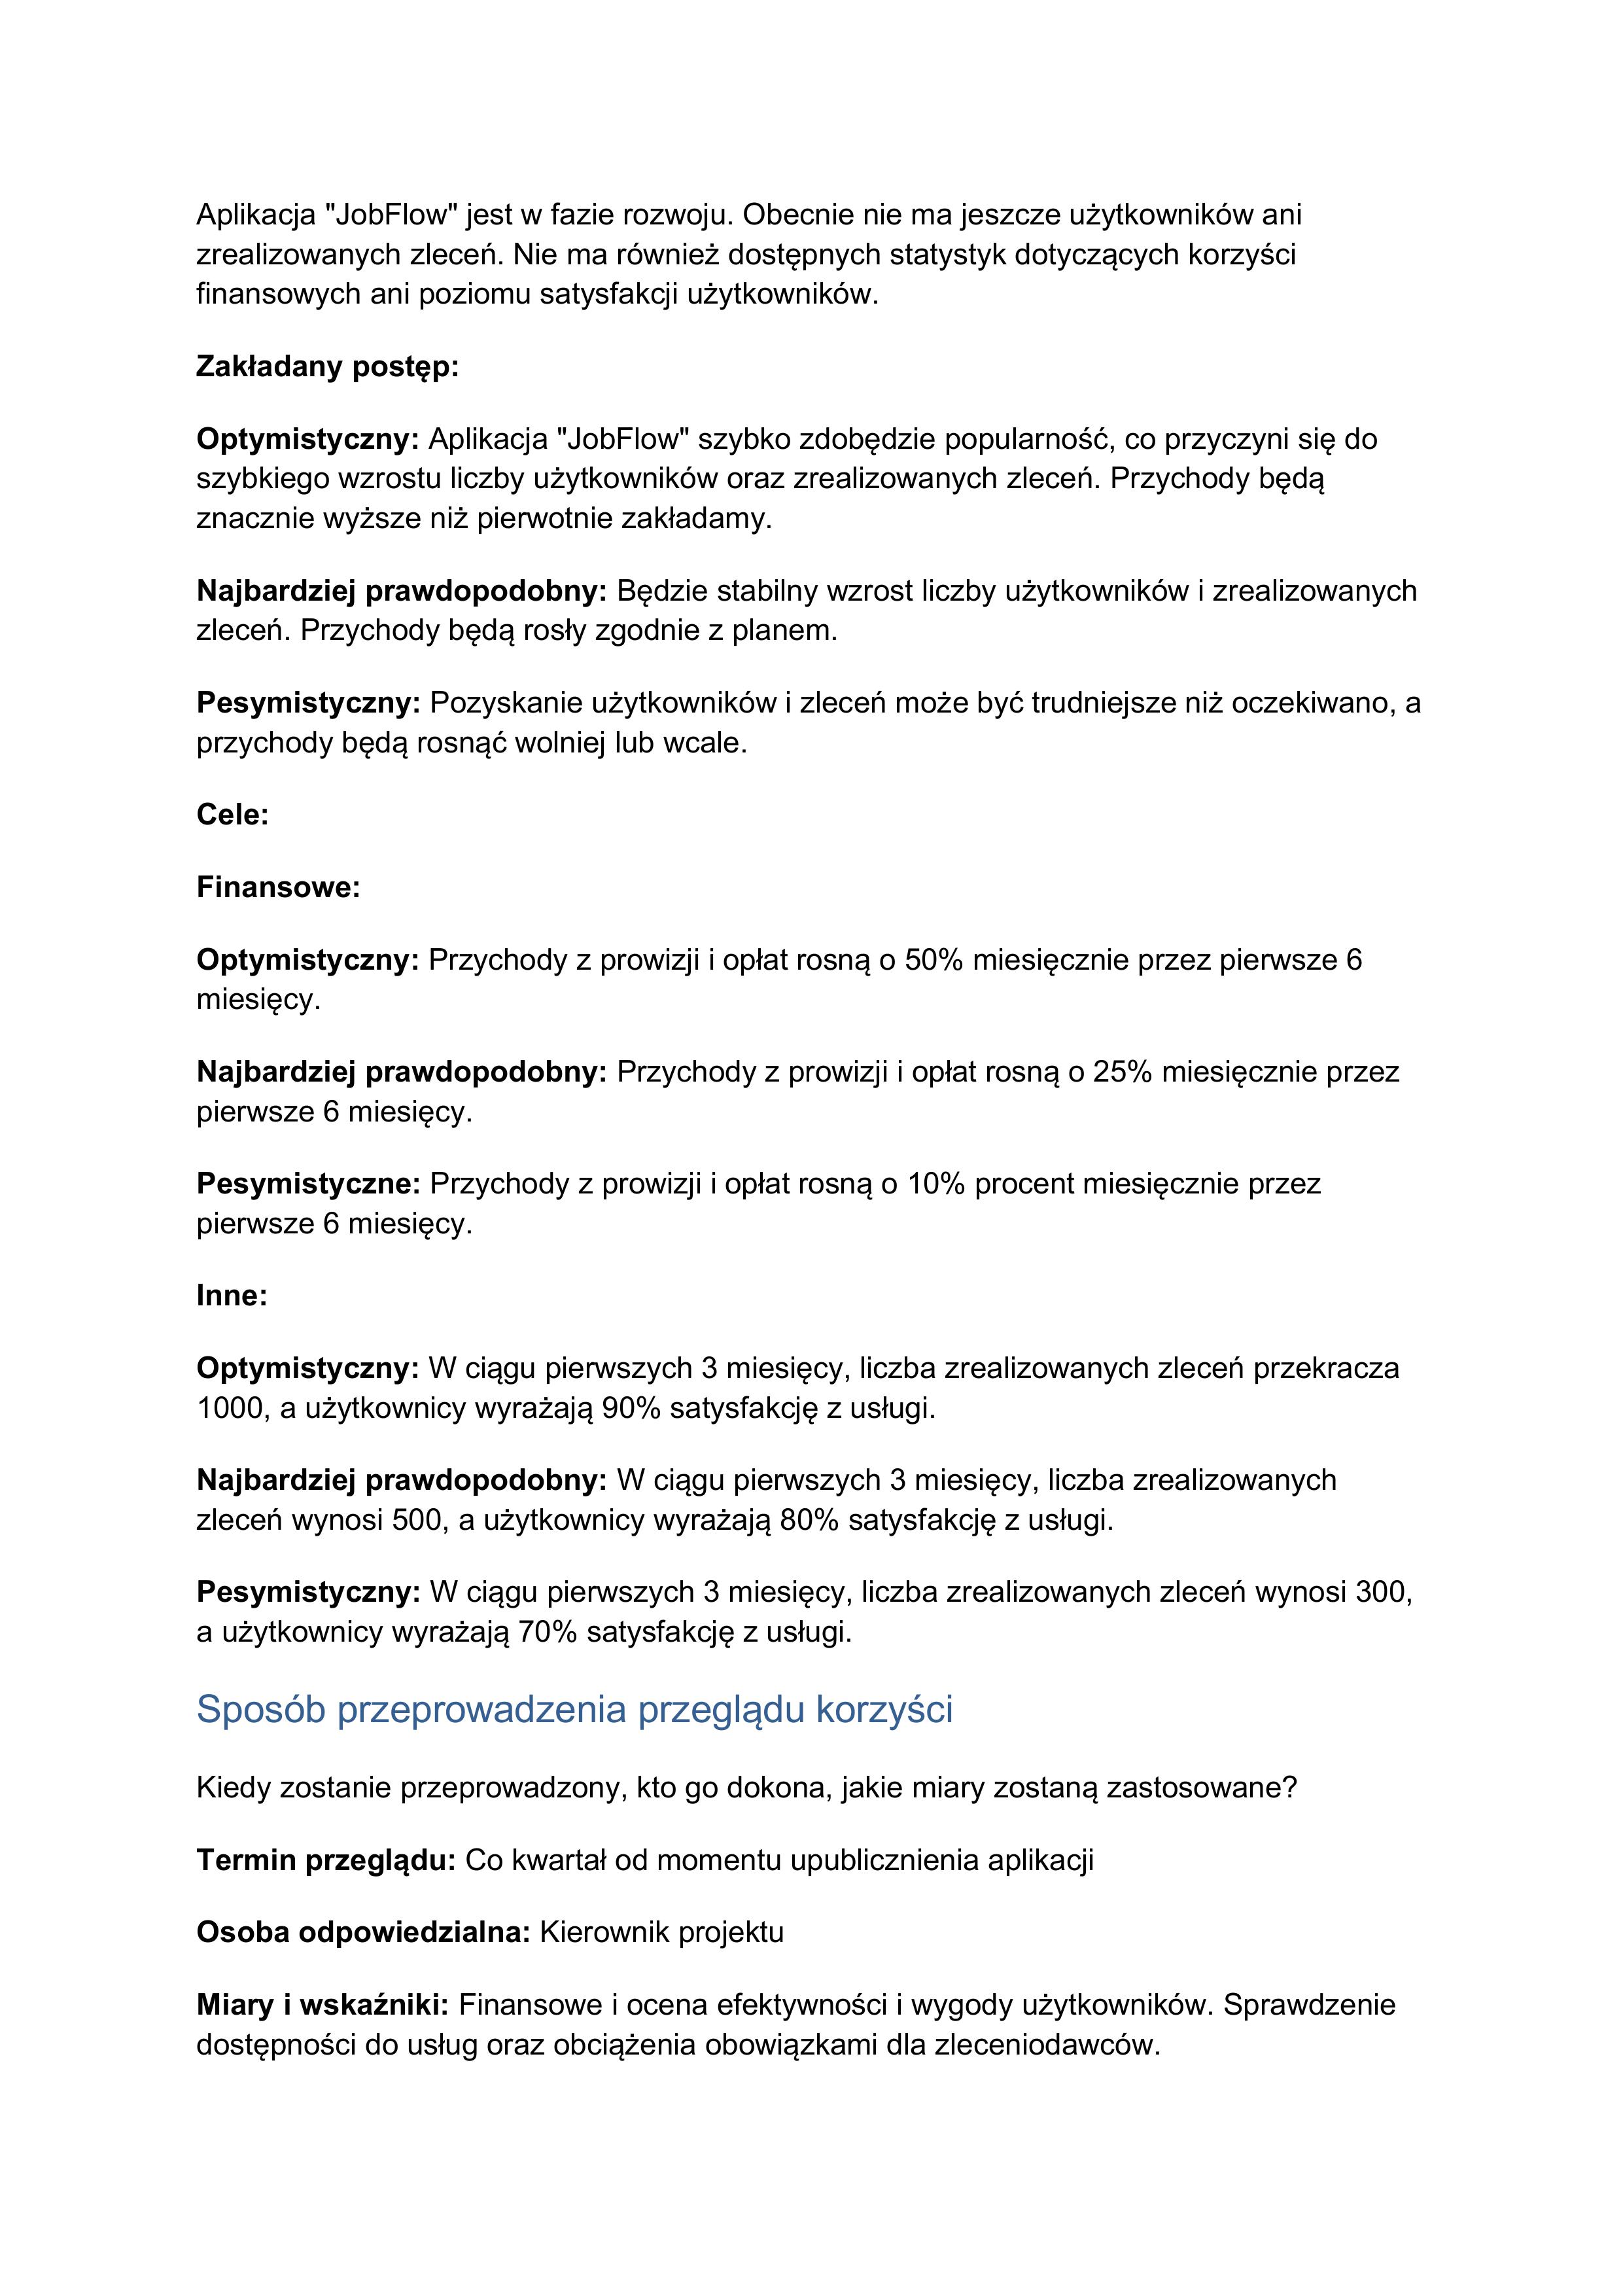 Aplikacja "JobFlow" jest w fazie rozwoju. Obecnie nie ma jeszcze użytkowników ani
zrealizowanych zleceń. Nie ma również dostępnych statystyk dotyczących korzyści
finansowych ani poziomu satysfakcji użytkowników.
Zakładany postęp:
Optymistyczny: Aplikacja "JobFlow" szybko zdobędzie popularność, co przyczyni się do
szybkiego wzrostu liczby użytkowników oraz zrealizowanych zleceń. Przychody będą
znacznie wyższe niż pierwotnie zakładamy.
Najbardziej prawdopodobny: Będzie stabilny wzrost liczby użytkowników i zrealizowanych
zleceń. Przychody będą rosły zgodnie z planem.
Pesymistyczny: Pozyskanie użytkowników i zleceń może być trudniejsze niż oczekiwano, a
przychody będą rosnąć wolniej lub wcale.
Cele:
Finansowe:
Optymistyczny: Przychody z prowizji i opłat rosną o 50% miesięcznie przez pierwsze 6
miesięcy.
Najbardziej prawdopodobny: Przychody z prowizji i opłat rosną o 25% miesięcznie przez
pierwsze 6 miesięcy.
Pesymistyczne: Przychody z prowizji i opłat rosną o 10% procent miesięcznie przez
pierwsze 6 miesięcy.
Inne:
Optymistyczny: W ciągu pierwszych 3 miesięcy, liczba zrealizowanych zleceń przekracza
1000, a użytkownicy wyrażają 90% satysfakcję z usługi.
Najbardziej prawdopodobny: W ciągu pierwszych 3 miesięcy, liczba zrealizowanych
zleceń wynosi 500, a użytkownicy wyrażają 80% satysfakcję z usługi.
Pesymistyczny: W ciągu pierwszych 3 miesięcy, liczba zrealizowanych zleceń wynosi 300,
a użytkownicy wyrażają 70% satysfakcję z usługi.
Sposób przeprowadzenia przeglądu korzyści
Kiedy zostanie przeprowadzony, kto go dokona, jakie miary zostaną zastosowane?
Termin przeglądu: Co kwartał od momentu upublicznienia aplikacji
Osoba odpowiedzialna: Kierownik projektu
Miary i wskaźniki: Finansowe i ocena efektywności i wygody użytkowników. Sprawdzenie
dostępności do usług oraz obciążenia obowiązkami dla zleceniodawców.